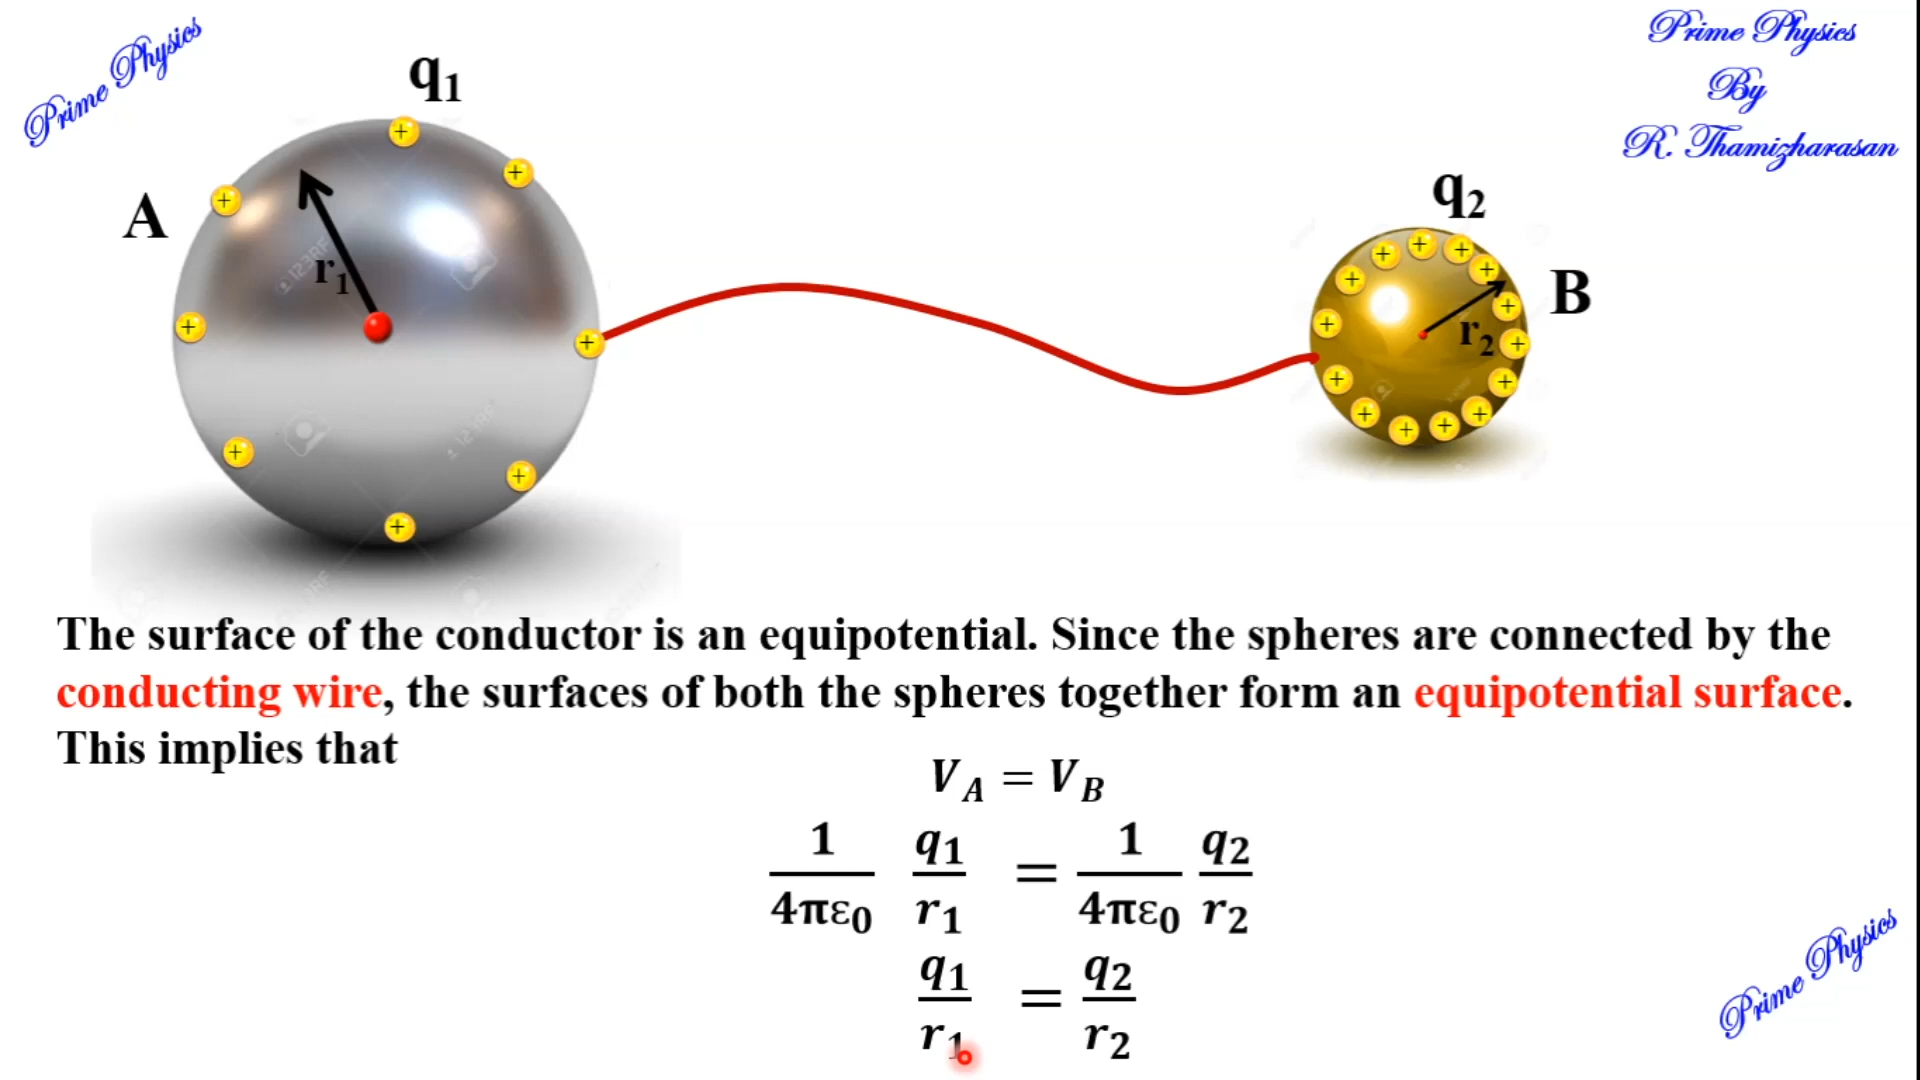 Prime Physics
Prime Physics
By
R. Thamizharasan
q₁
A
r₁
q₂
B
r₂
The surface of the conductor is an equipotential. Since the spheres are connected by the
conducting wire, the surfaces of both the spheres together form an equipotential surface.
This implies that
V_A = V_B
1/4πε₀ q₁/r₁ = 1/4πε₀ q₂/r₂
q₁/r₁ = q₂/r₂
Prime Physics